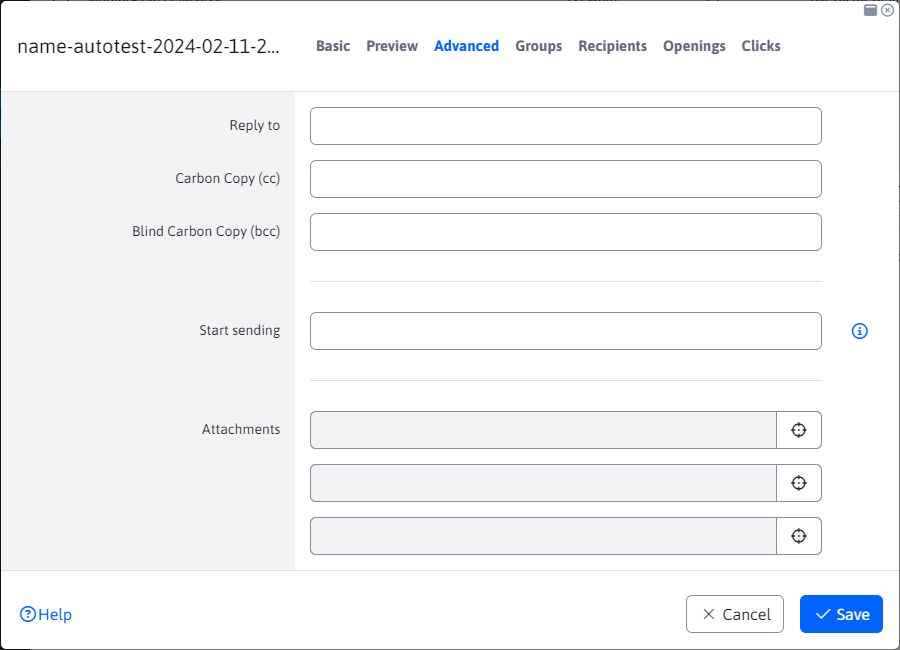 name-autotest-2024-02-11-2...
Basic Preview Advanced Groups Recipients Openings Clicks
Reply to
Carbon Copy (cc)
Blind Carbon Copy (bcc)
Start sending
Attachments
Help
Cancel
Save